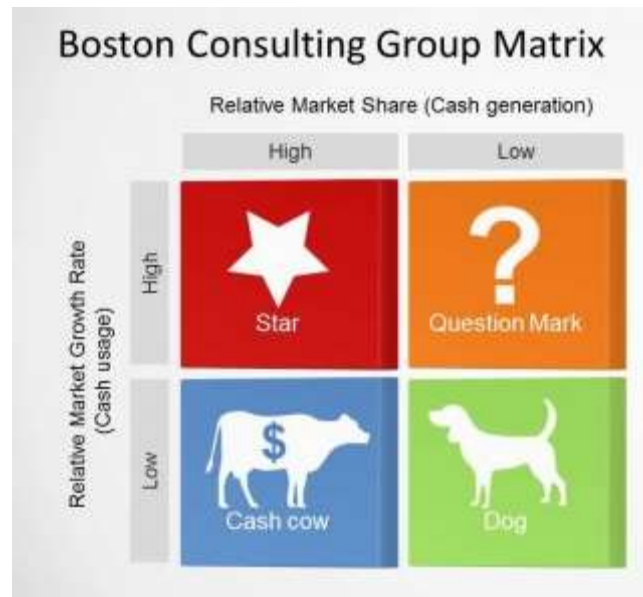 Boston Consulting Group Matrix
Relative Market Share (Cash generation)
High
Low
Relative Market Growth Rate
(Cash usage)
High
Star
?
Question Mark
Low
$
Cash cow
Dog